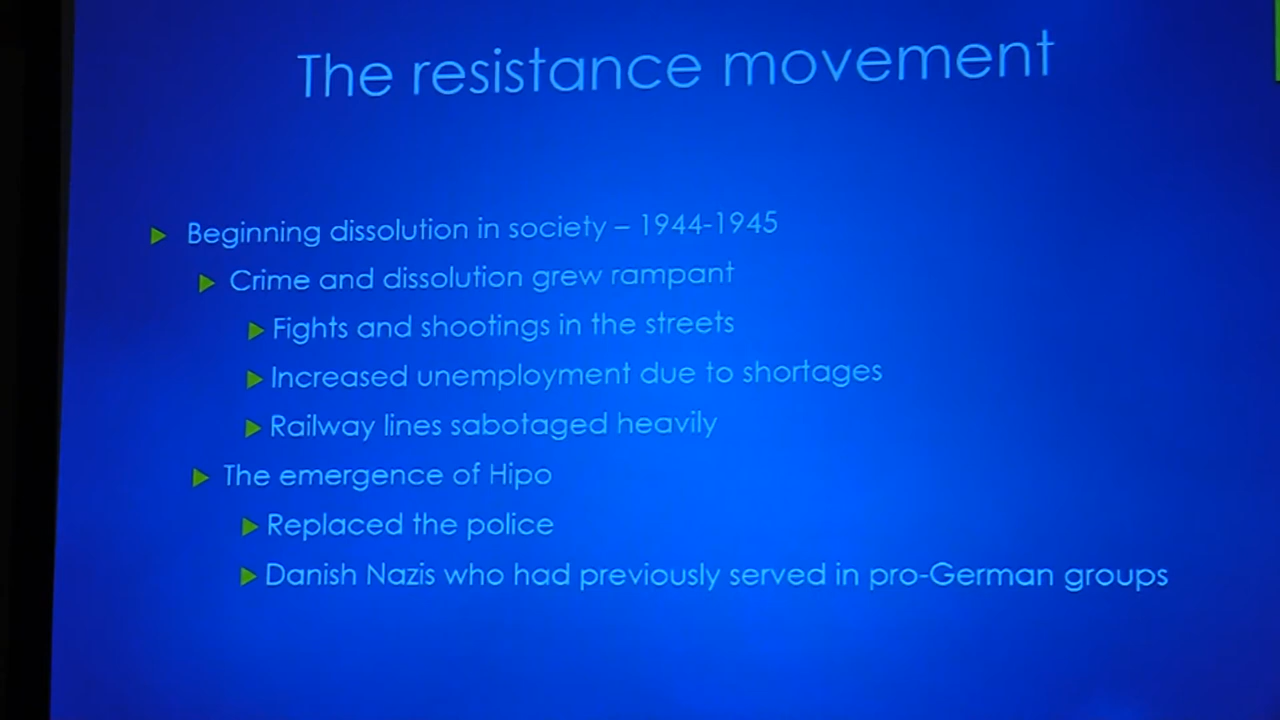 The resistance movement
Beginning dissolution in society – 1944-1945
Crime and dissolution grew rampant
Fights and shootings in the streets
Increased unemployment due to shortages
Railway lines sabotaged heavily
The emergence of Hipo
Replaced the police
Danish Nazis who had previously served in pro-German groups